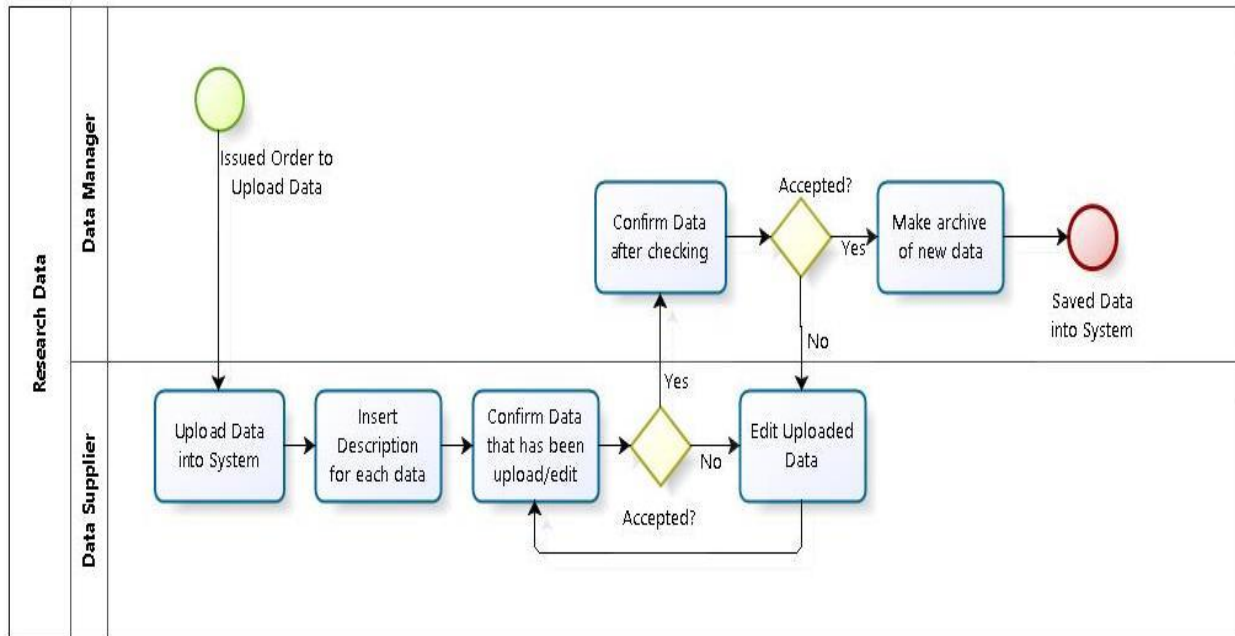 Research Data
Data Manager
Issued Order to
Upload Data
Confirm Data
after checking
Accepted?
Yes
No
Make archive
of new data
Saved Data
into System
Data Supplier
Upload Data
into System
Insert
Description
for each data
Confirm Data
that has been
upload/edit
Yes
No
Accepted?
Edit Uploaded
Data